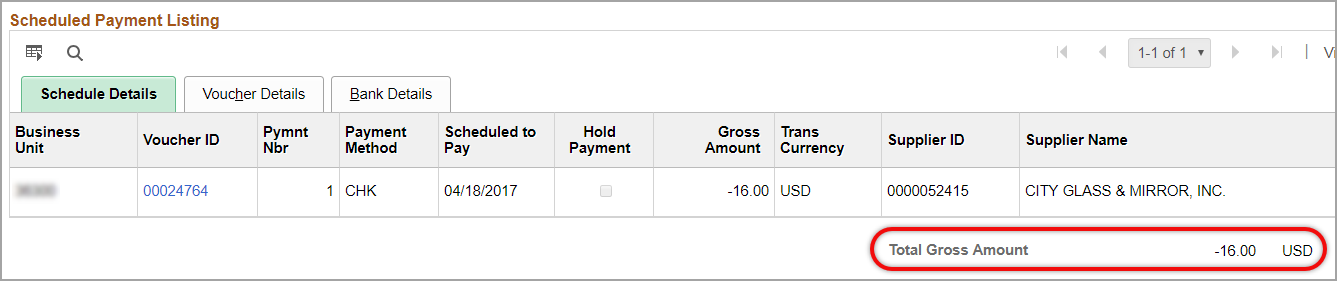 Scheduled Payment Listing
1-1 of 1
Schedule Details Voucher Details Bank Details
Business Unit Voucher ID Pymnt Nbr Payment Method Scheduled to Pay Hold Payment Gross Amount Trans Currency Supplier ID Supplier Name
00024764 1 CHK 04/18/2017 -16.00 USD 0000052415 CITY GLASS & MIRROR, INC.
Total Gross Amount -16.00 USD